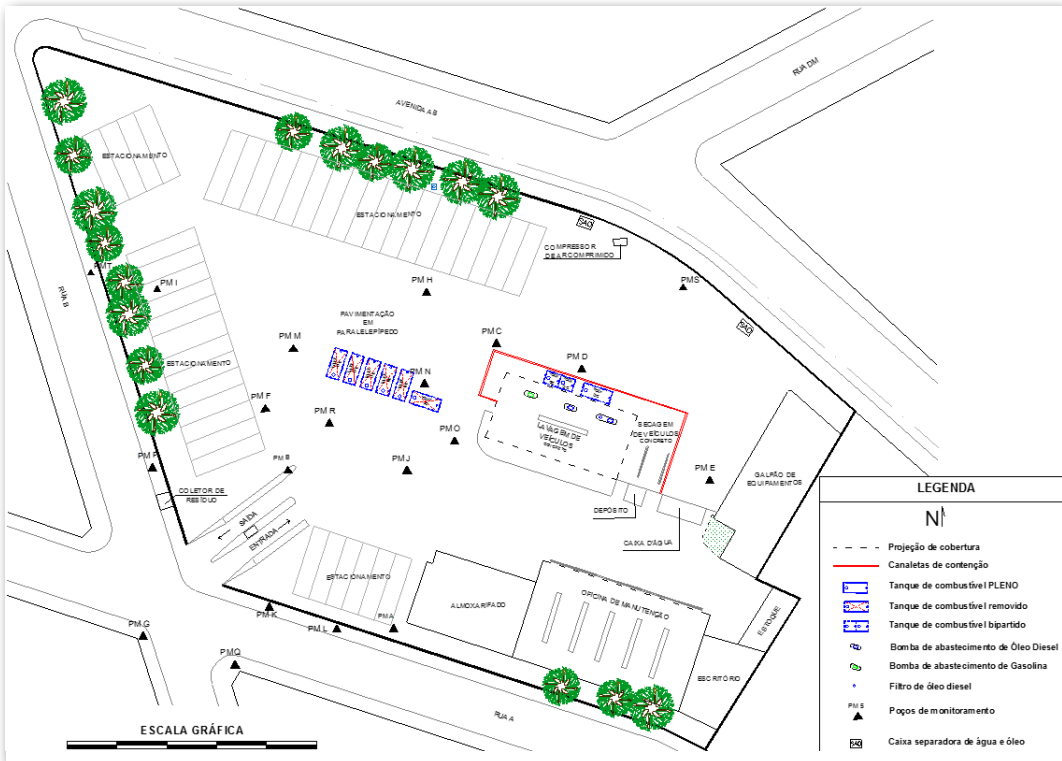 AVENIDA AB
RUA DM
ESTACIONAMENTO
ESTACIONAMENTO
SAO
COMPRESSOR
DE AR COMPRIMIDO
PM T
PM I
PM H
PM S
RUA B
PAVIMENTAÇÃO
EM
PARALELEPÍPEDO
SAO
PM M
PM C
PM D
ESTACIONAMENTO
PM N
PM F
PM R
LAVAGEM DE
VEÍCULOS
CONCRETO
SECAGEM
DE VEÍCULOS
CONCRETO
PM O
PM P
PM B
PM J
PM E
GALPÃO DE
EQUIPAMENTOS
COLETOR DE
RESÍDUO
SAÍDA
ENTRADA
DEPÓSITO
CAIXA D'ÁGUA
ESTACIONAMENTO
ALMOXARIFADO
OFICINA DE MANUTENÇÃO
ESTOQUE
ESCRITÓRIO
PM K
PM L
PM A
PM G
PM Q
RUA A
ESCALA GRÁFICA
LEGENDA
N
Projeção de cobertura
Canaletas de contenção
Tanque de combustível PLENO
Tanque de combustível removido
Tanque de combustível bipartido
Bomba de abastecimento de Óleo Diesel
Bomba de abastecimento de Gasolina
Filtro de óleo diesel
PM 5
Poços de monitoramento
SAO
Caixa separadora de água e óleo